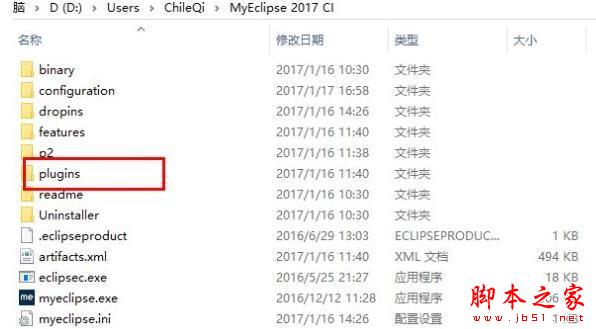 脑 > D (D:) > Users > ChileQi > MyEclipse 2017 CI
名称 修改日期 类型 大小
binary 2017/1/16 10:30 文件夹
configuration 2017/1/17 16:58 文件夹
dropins 2017/1/16 14:26 文件夹
features 2017/1/16 11:40 文件夹
p2 2017/1/16 11:38 文件夹
plugins 2017/1/16 11:40 文件夹
readme 2017/1/16 10:30 文件夹
Uninstaller 2017/1/16 10:30 文件夹
.eclipseproduct 2016/6/29 13:03 ECLIPSEPRODUC... 1 KB
artifacts.xml 2017/1/16 11:40 XML 文档 494 KB
eclipsec.exe 2016/5/25 21:27 应用程序 18 KB
me myeclipse.exe 2016/12/12 11:28 应用程序
myeclipse.ini 2017/1/16 14:26 配置设置
脚本之家
www.jb51.net